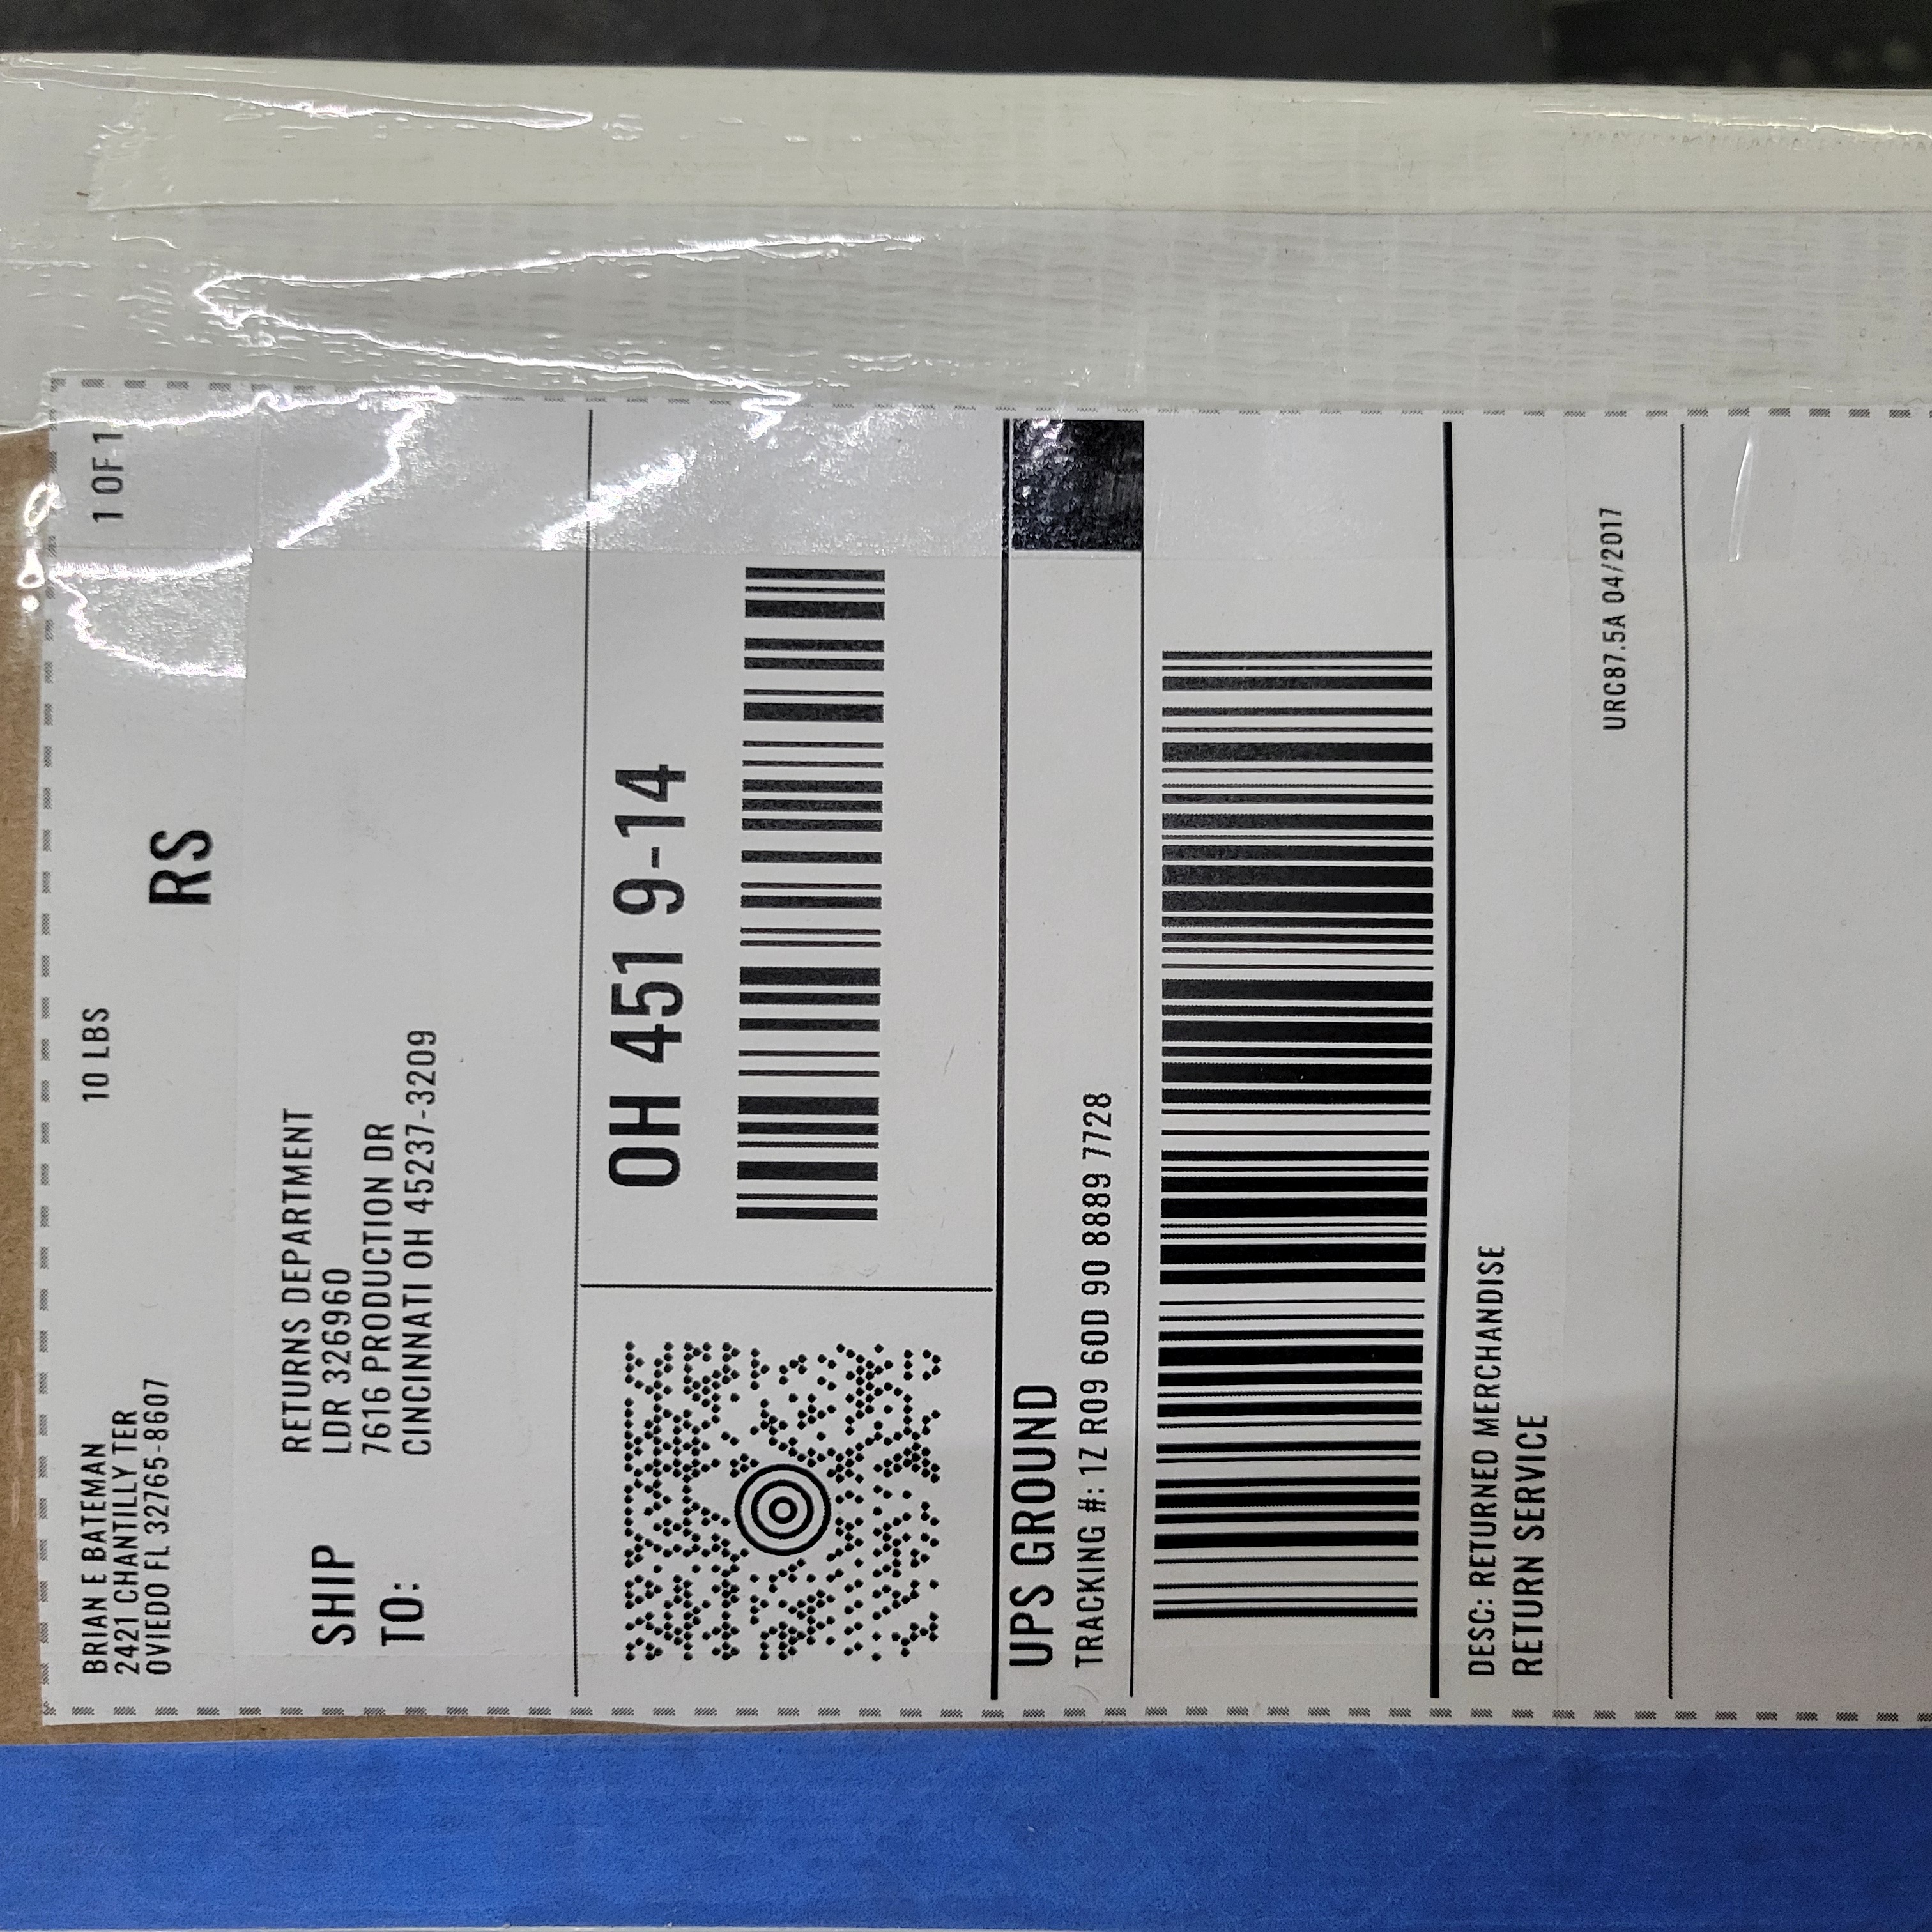 BRIAN E BATEMAN
2421 CHANTILLY TER
OVIEDO FL 32765-8607
10 LBS
1 OF 1
RS
SHIP
TO:
RETURNS DEPARTMENT
LDR 326960
7616 PRODUCTION DR
CINCINNATI OH 45237-3209
OH 451 9-14
UPS GROUND
TRACKING #: 1Z R09 60D 90 8889 7728
DESC: RETURNED MERCHANDISE
RETURN SERVICE
URC87.5A 04/2017